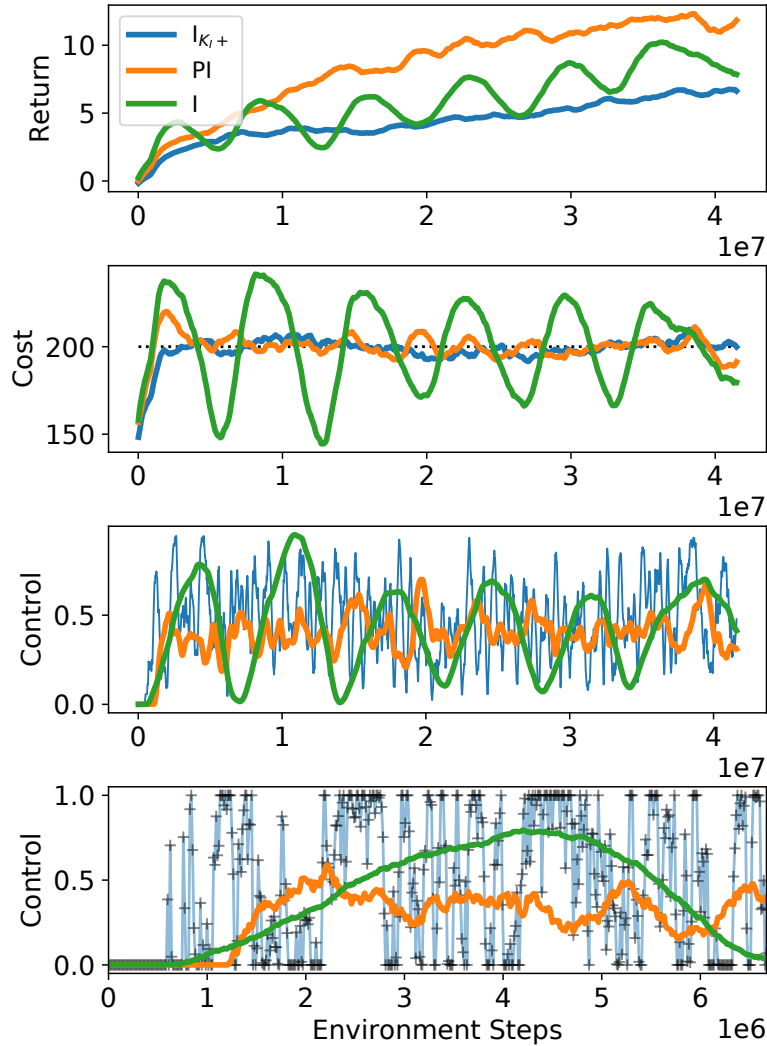 Return
10
5
0
I_{K_I+}
PI
I
0 1 2 3 4
1e7
Cost
200
150
0 1 2 3 4
1e7
Control
0.5
0.0
0 1 2 3 4
1e7
Control
1.0
0.5
0.0
0 1 2 3 4 5 6
1e6
Environment Steps